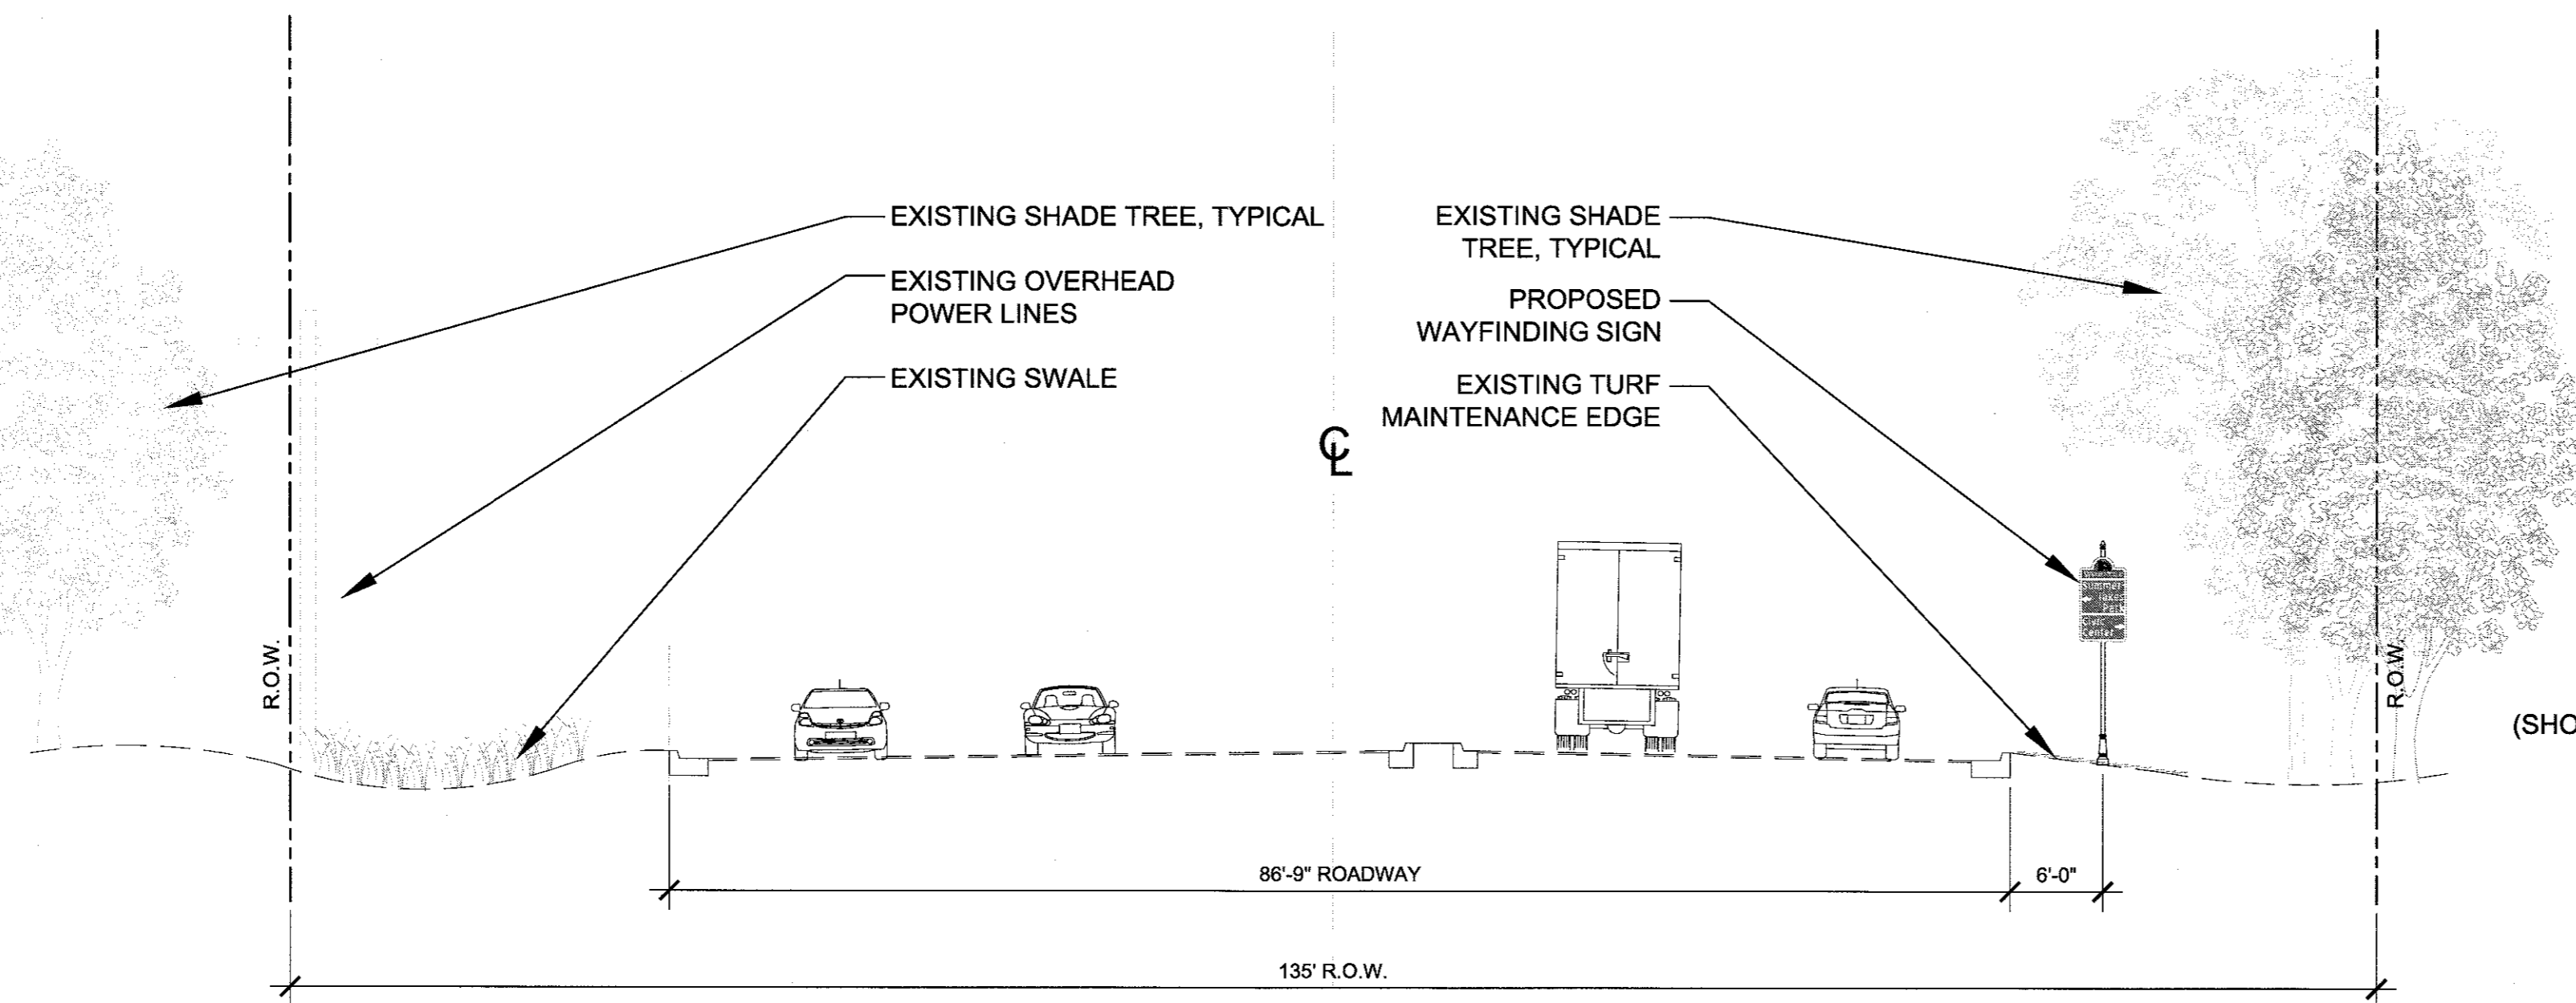 EXISTING SHADE TREE, TYPICAL
EXISTING OVERHEAD
POWER LINES
EXISTING SWALE
EXISTING SHADE
TREE, TYPICAL
PROPOSED
WAYFINDING SIGN
EXISTING TURF
MAINTENANCE EDGE
CL
R.O.W.
R.O.W.
(SHO
86'-9" ROADWAY
6'-0"
135' R.O.W.